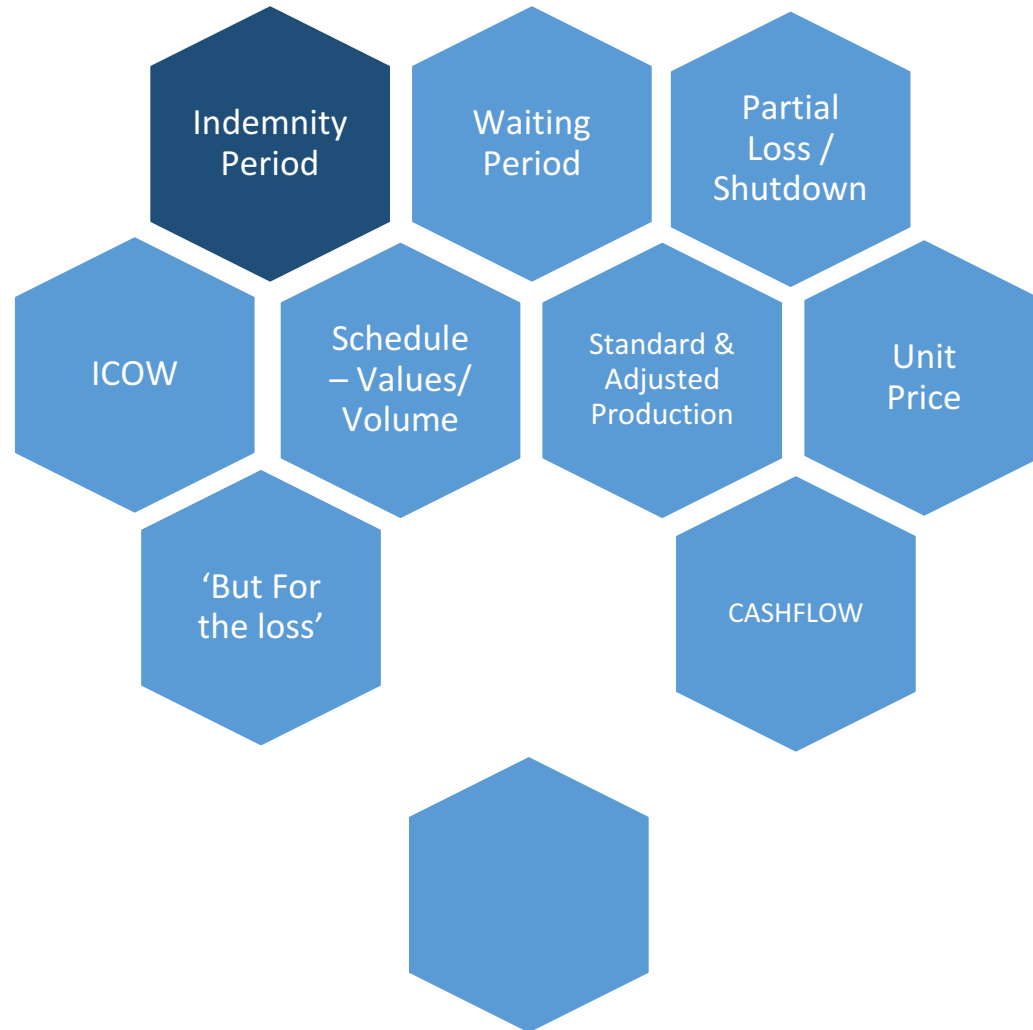 Indemnity
Period
Waiting
Period
Partial
Loss /
Shutdown
ICOW
Schedule
– Values/
Volume
Standard &
Adjusted
Production
Unit
Price
‘But For
the loss’
CASHFLOW